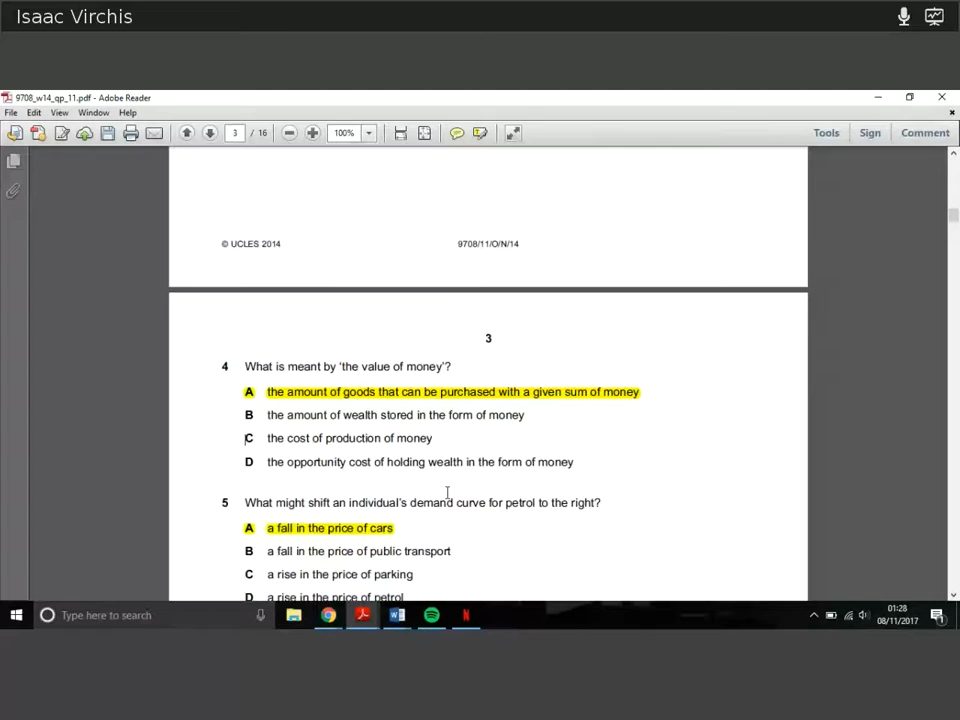 Isaac Virchis
9708_w14_qp_11.pdf - Adobe Reader
File Edit View Window Help
3 / 16 100% Tools Sign Comment
© UCLES 2014 9708/11/O/N/14
3
4 What is meant by ‘the value of money’?
A the amount of goods that can be purchased with a given sum of money
B the amount of wealth stored in the form of money
C the cost of production of money
D the opportunity cost of holding wealth in the form of money
5 What might shift an individual’s demand curve for petrol to the right?
A a fall in the price of cars
B a fall in the price of public transport
C a rise in the price of parking
D a rise in the price of petrol
Type here to search
01:28
08/11/2017